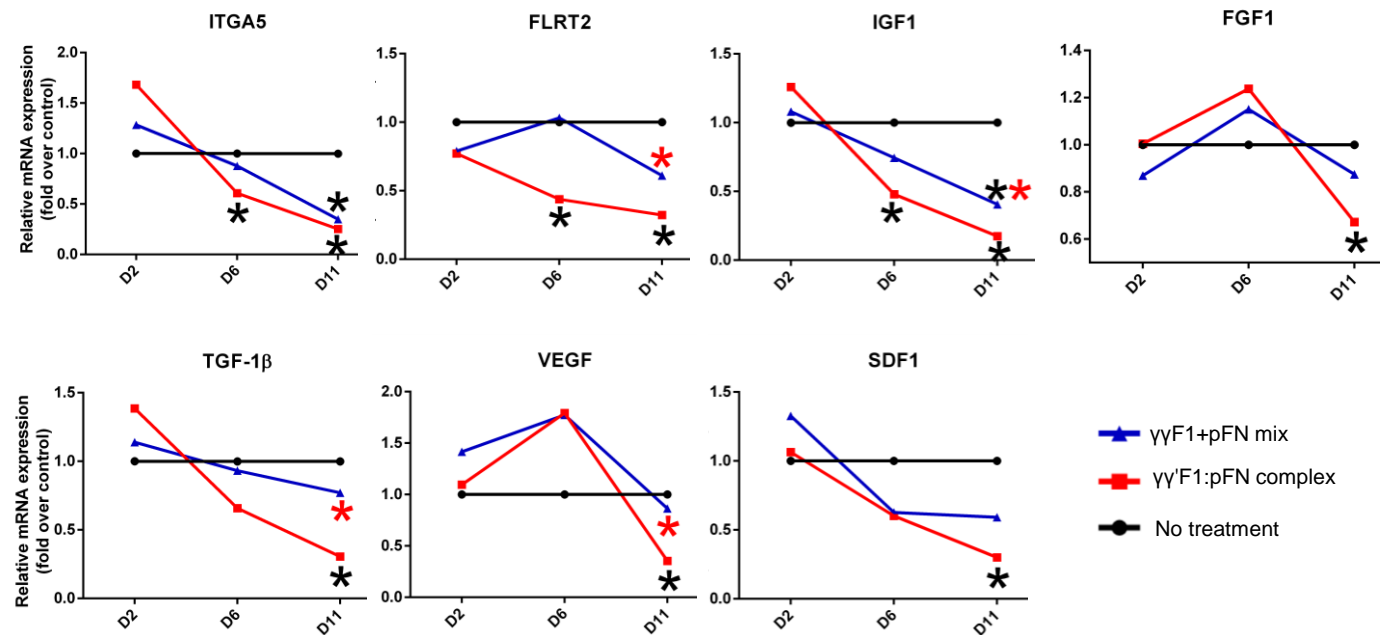 ITGA5
Relative mRNA expression
(fold over control)
2.0
1.5
1.0
0.5
0.0
D2
D6
D11
*
*
*
FLRT2
1.5
1.0
0.5
0.0
D2
D6
D11
*
*
*
IGF1
1.5
1.0
0.5
0.0
D2
D6
D11
* *
*
*
FGF1
1.4
1.2
1.0
0.8
0.6
D2
D6
D11
*
TGF-1β
Relative mRNA expression
(fold over control)
1.5
1.0
0.5
0.0
D2
D6
D11
*
*
VEGF
2.0
1.5
1.0
0.5
0.0
D2
D6
D11
*
*
SDF1
1.5
1.0
0.5
0.0
D2
D6
D11
*
γγF1+pFN mix
γγ'F1:pFN complex
No treatment